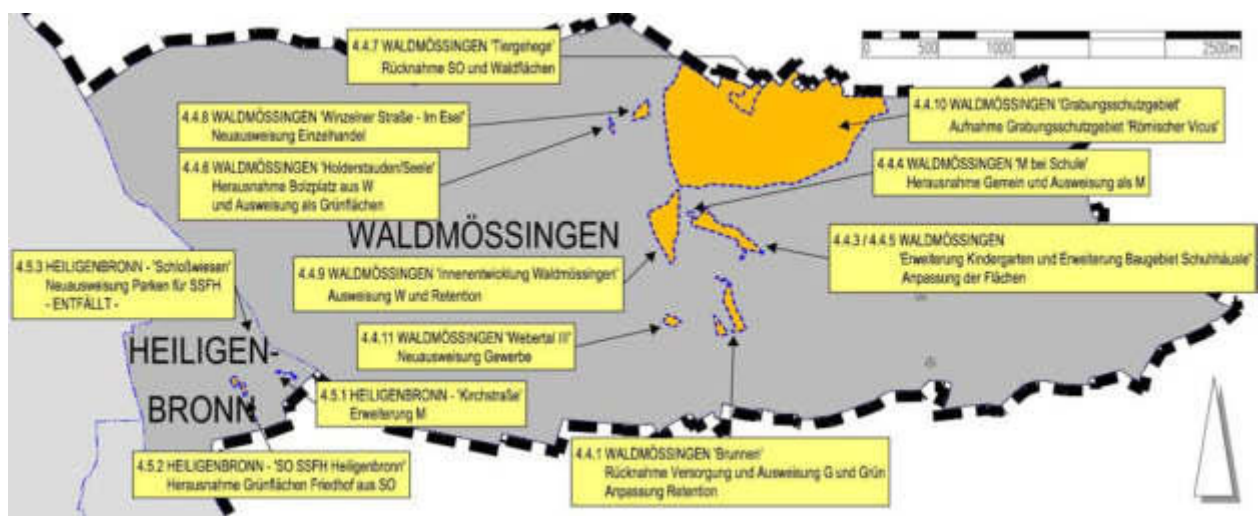 4.4.7 WALDMÖSSINGEN 'Tiergehege'
Rücknahme SO und Waldflächen
0 500 1000 2500m
4.4.8 WALDMÖSSINGEN 'Winzelner Straße - Im Esel'
Neuausweisung Einzelhandel
4.4.10 WALDMÖSSINGEN 'Grabungsschutzgebiet'
Aufnahme Grabungsschutzgebiet 'Römischer Vicus'
4.4.6 WALDMÖSSINGEN 'Holderstauden/Seele'
Herausnahme Bolzplatz aus W
und Ausweisung als Grünflächen
4.4.4 WALDMÖSSINGEN 'M bei Schule'
Herausnahme Gemein und Ausweisung als M
WALDMÖSSINGEN
4.4.3 / 4.4.5 WALDMÖSSINGEN
'Erweiterung Kindergarten und Erweiterung Baugebiet Schuhhäusle'
Anpassung der Flächen
4.5.3 HEILIGENBRONN - 'Schloßwiesen'
Neuausweisung Parken für SSFH
- ENTFÄLLT -
4.4.9 WALDMÖSSINGEN 'Innenentwicklung Waldmössingen'
Ausweisung W und Retention
4.4.11 WALDMÖSSINGEN 'Webertal III'
Neuausweisung Gewerbe
HEILIGEN-
BRONN
4.5.1 HEILIGENBRONN - 'Kirchstraße'
Erweiterung M
4.5.2 HEILIGENBRONN - 'SO SSFH Heiligenbronn'
Herausnahme Grünflächen Friedhof aus SO
4.4.1 WALDMÖSSINGEN 'Brunnen'
Rücknahme Versorgung und Ausweisung G und Grün
Anpassung Retention